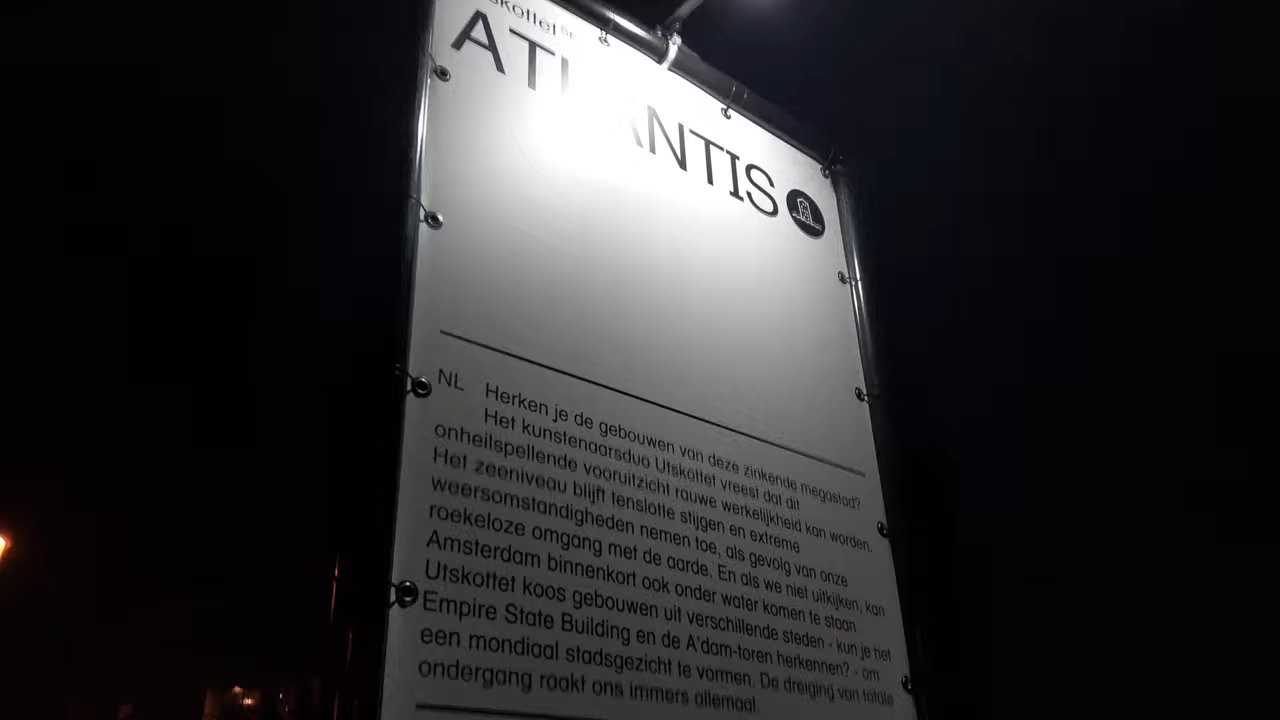 ATLANTIS
NL Herken je de gebouwen van deze zinkende megastad?
Het kunstenaarsduo Utskottet vreest dat dit
onheilspellende vooruitzicht rauwe werkelijkheid kan worden.
Het zeeniveau blijft tenslotte stijgen en extreme
weersomstandigheden nemen toe, als gevolg van onze
roekeloze omgang met de aarde. En als we niet uitkijken, kan
Amsterdam binnenkort ook onder water komen te staan
Utskottet koos gebouwen uit verschillende steden - kun je het
Empire State Building en de A'dam-toren herkennen? - om
een mondiaal stadsgezicht te vormen. De dreiging van totale
ondergang raakt ons immers allemaal.